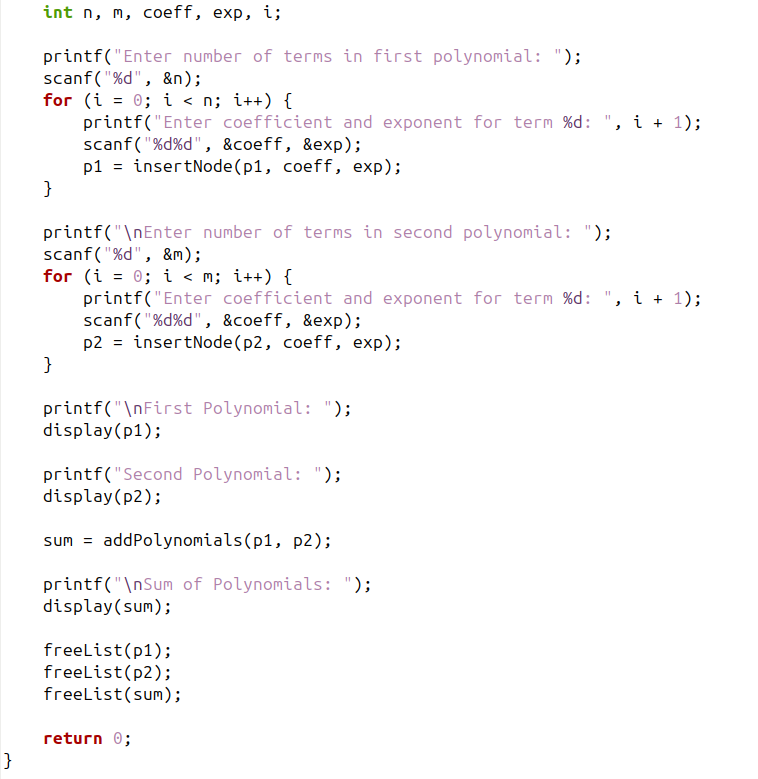 int n, m, coeff, exp, i;

printf("Enter number of terms in first polynomial: ");
scanf("%d", &n);
for (i = 0; i < n; i++) {
    printf("Enter coefficient and exponent for term %d: ", i + 1);
    scanf("%d%d", &coeff, &exp);
    p1 = insertNode(p1, coeff, exp);
}

printf("\nEnter number of terms in second polynomial: ");
scanf("%d", &m);
for (i = 0; i < m; i++) {
    printf("Enter coefficient and exponent for term %d: ", i + 1);
    scanf("%d%d", &coeff, &exp);
    p2 = insertNode(p2, coeff, exp);
}

printf("\nFirst Polynomial: ");
display(p1);

printf("Second Polynomial: ");
display(p2);

sum = addPolynomials(p1, p2);

printf("\nSum of Polynomials: ");
display(sum);

freeList(p1);
freeList(p2);
freeList(sum);

return 0;
}